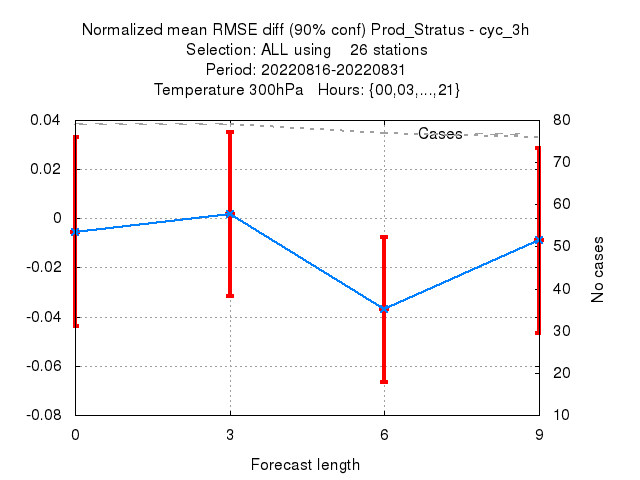 Normalized mean RMSE diff (90% conf) Prod_Stratus - cyc_3h
Selection: ALL using    26 stations
Period: 20220816-20220831
Temperature 300hPa   Hours: {00,03,...,21}
0.04
0.02
0
-0.02
-0.04
-0.06
-0.08
Cases
80
70
60
50
40
30
20
10
No cases
0 3 6 9
Forecast length